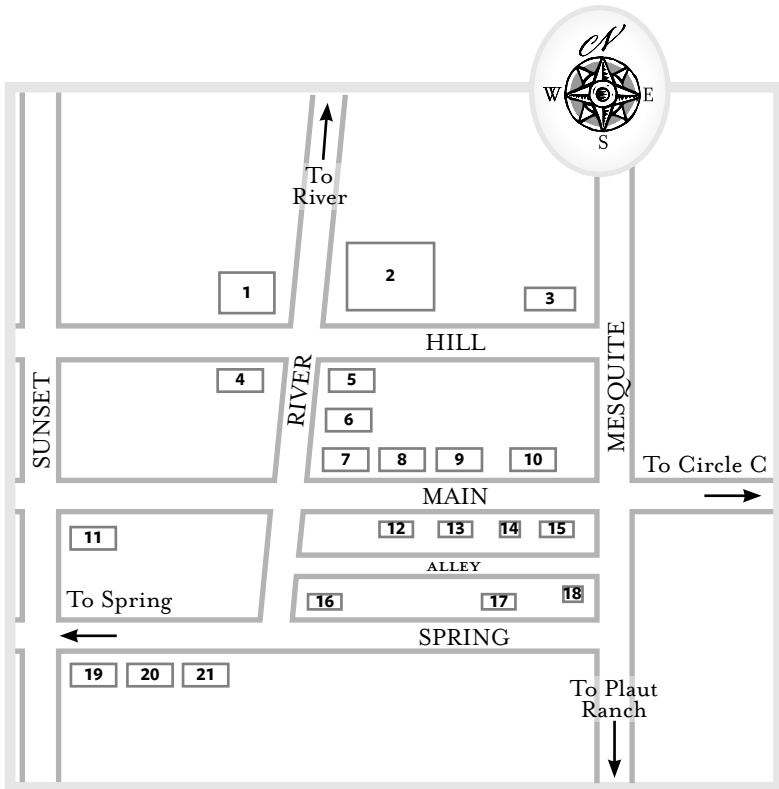 N
W E
S
To
River
1
2
3
HILL
MESQUITE
4
5
RIVER
SUNSET
6
7 8 9 10
To Circle C
MAIN
11
12 13 14 15
ALLEY
To Spring
16 17 18
SPRING
19 20 21
To Plaut
Ranch